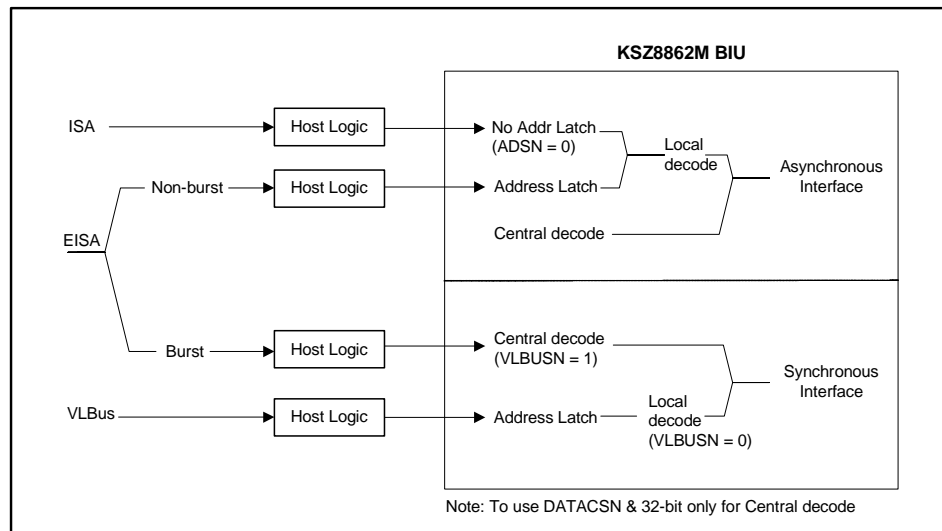 KSZ8862M BIU
ISA
Host Logic
No Addr Latch
(ADSN = 0)
Local
decode
Asynchronous
Interface
Non-burst
Host Logic
Address Latch
EISA
Central decode
Burst
Host Logic
Central decode
(VLBUSN = 1)
Synchronous
Interface
VLBus
Host Logic
Address Latch
Local
decode
(VLBUSN = 0)
Note: To use DATACSN & 32-bit only for Central decode